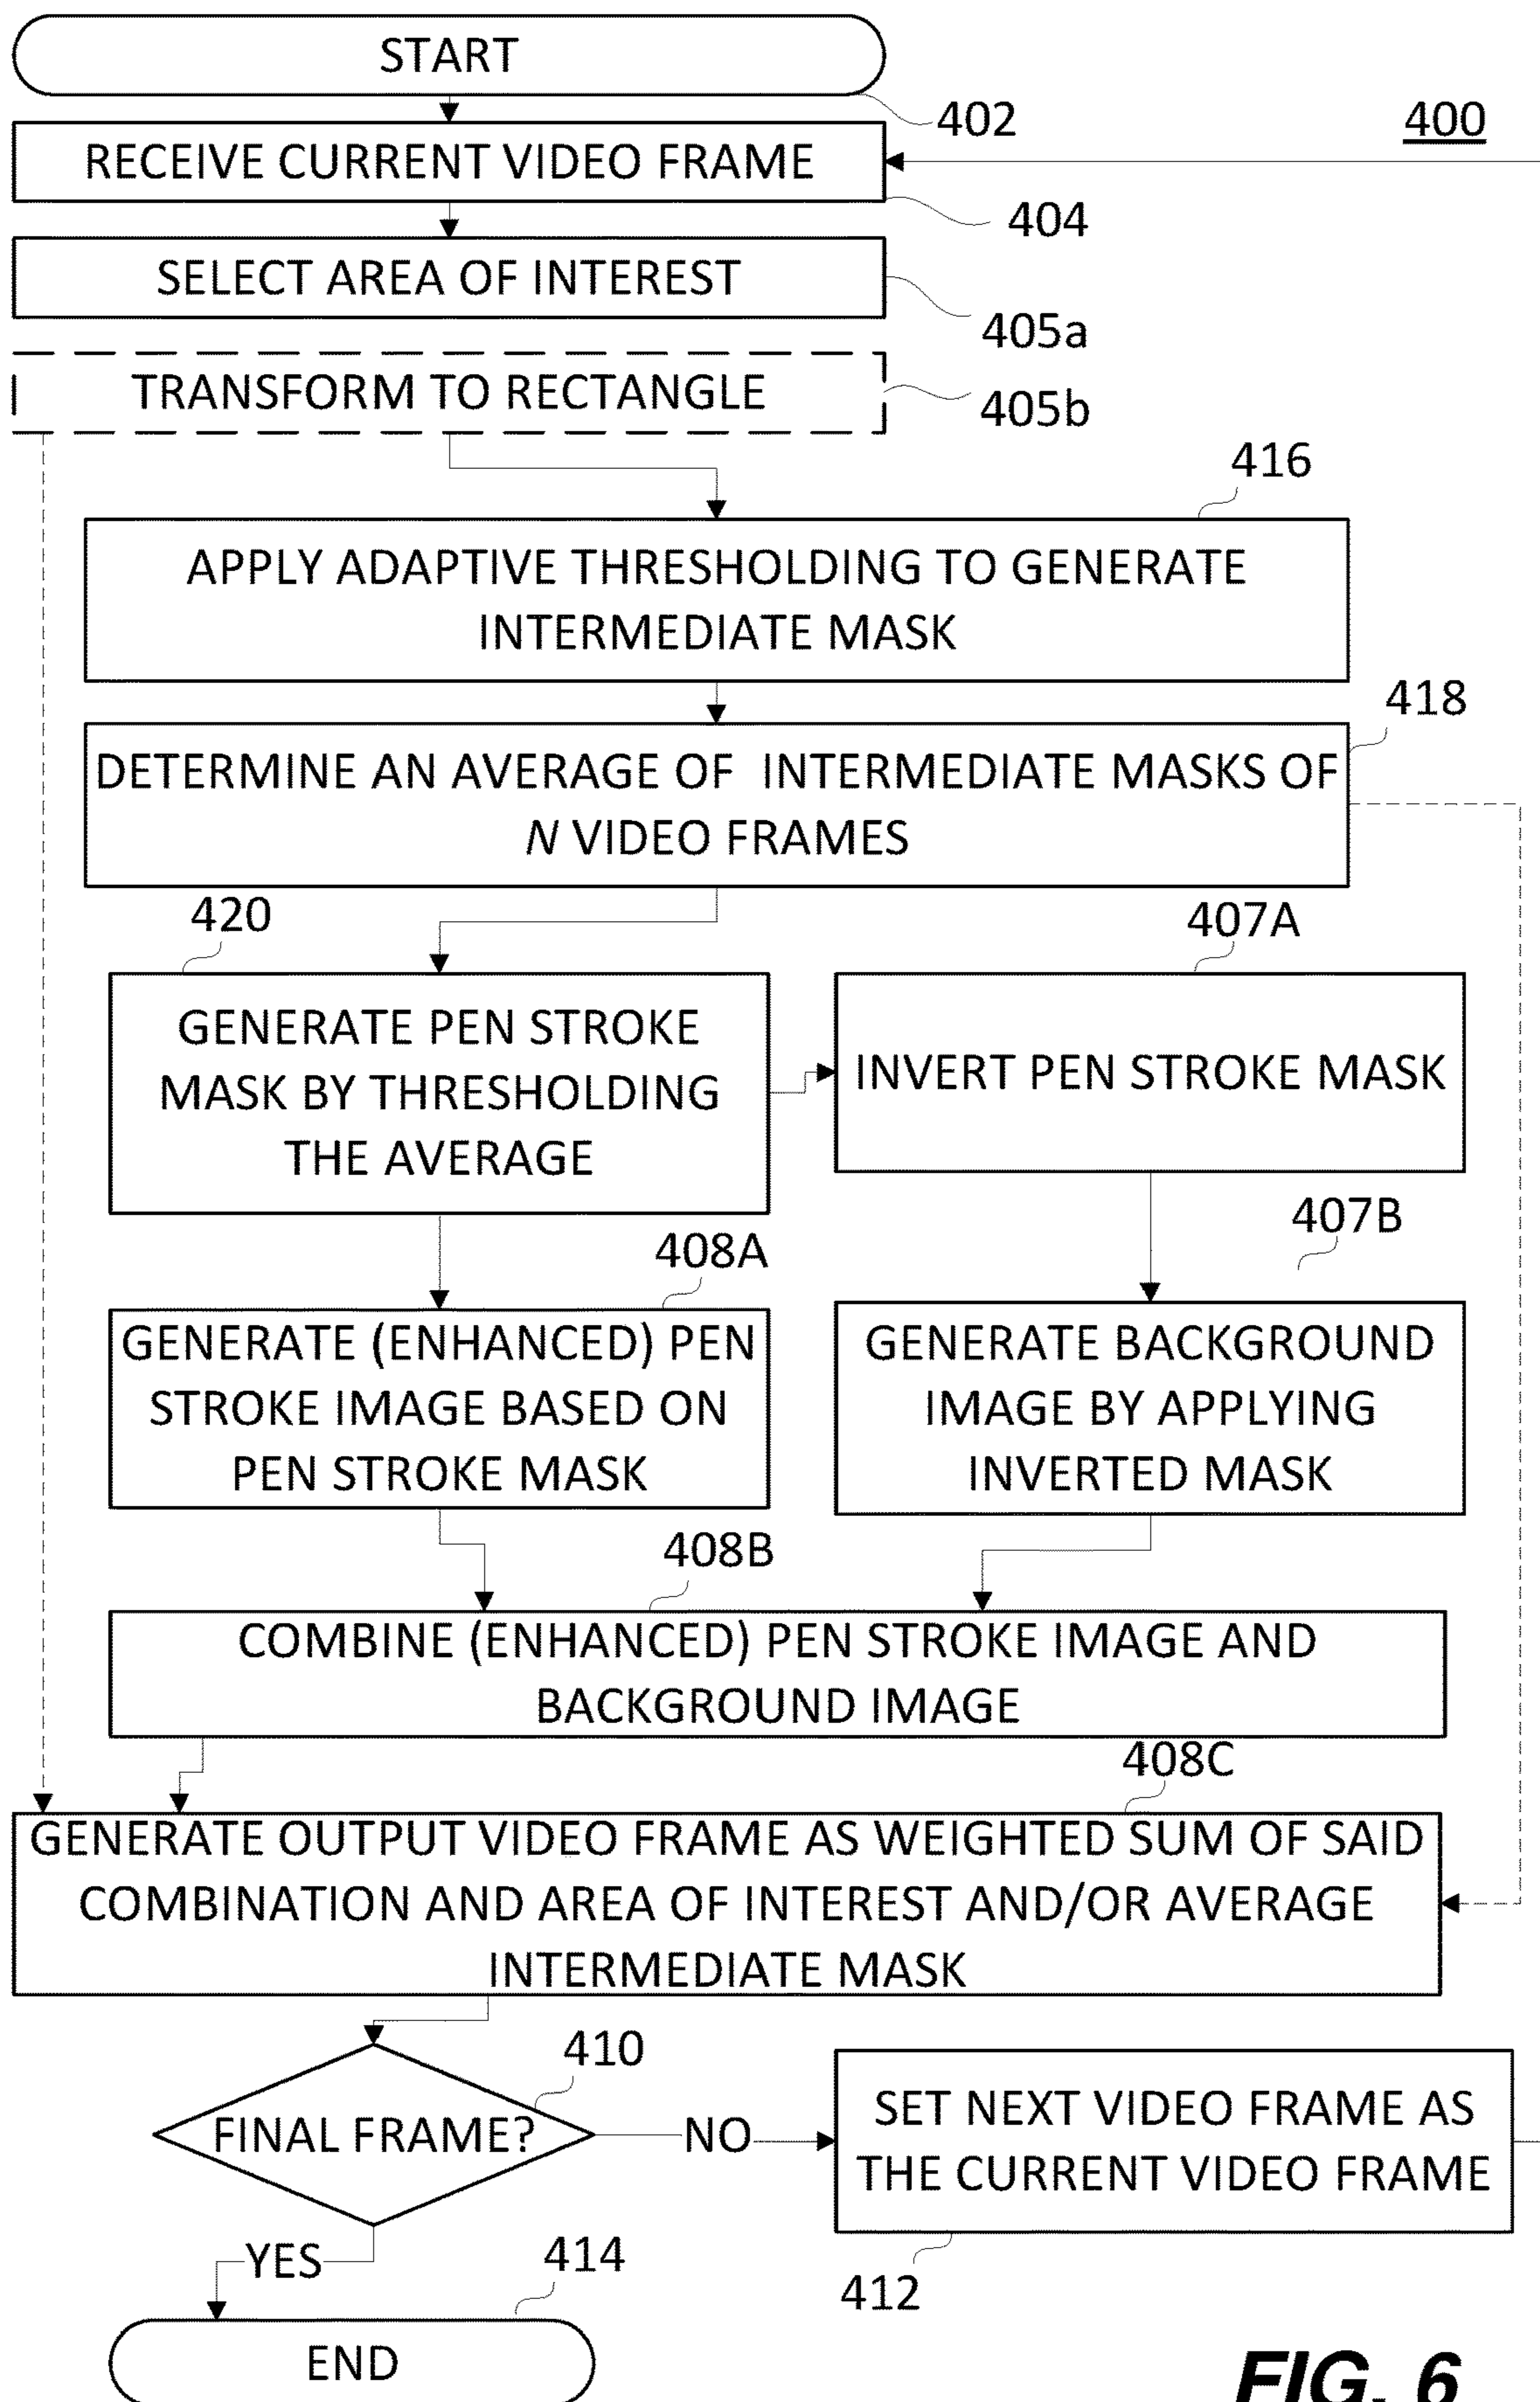 START
402
400
RECEIVE CURRENT VIDEO FRAME
404
SELECT AREA OF INTEREST
405a
TRANSFORM TO RECTANGLE
405b
416
APPLY ADAPTIVE THRESHOLDING TO GENERATE
INTERMEDIATE MASK
418
DETERMINE AN AVERAGE OF INTERMEDIATE MASKS OF
N VIDEO FRAMES
420
407A
GENERATE PEN STROKE
MASK BY THRESHOLDING
THE AVERAGE
INVERT PEN STROKE MASK
407B
408A
GENERATE (ENHANCED) PEN
STROKE IMAGE BASED ON
PEN STROKE MASK
GENERATE BACKGROUND
IMAGE BY APPLYING
INVERTED MASK
408B
COMBINE (ENHANCED) PEN STROKE IMAGE AND
BACKGROUND IMAGE
408C
GENERATE OUTPUT VIDEO FRAME AS WEIGHTED SUM OF SAID
COMBINATION AND AREA OF INTEREST AND/OR AVERAGE
INTERMEDIATE MASK
410
FINAL FRAME?
NO
SET NEXT VIDEO FRAME AS
THE CURRENT VIDEO FRAME
412
YES
414
END
FIG. 6